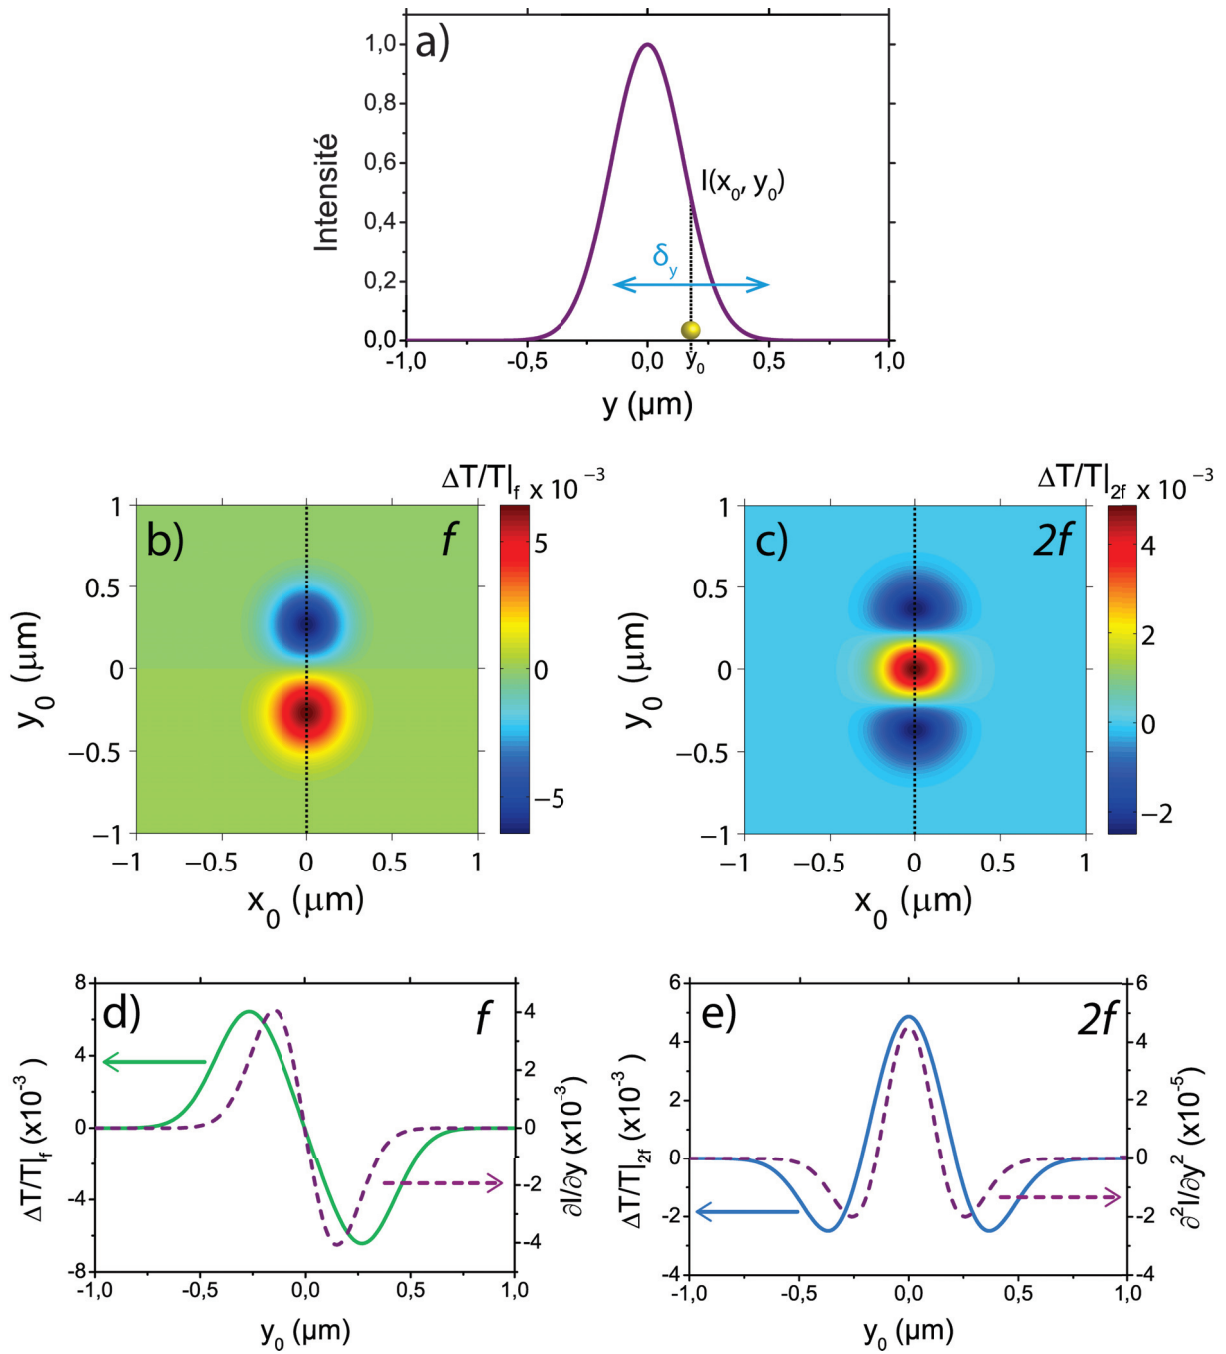 a)
1,0
0,8
0,6
0,4
0,2
0,0
Intensité
I(x₀, y₀)
δ_y
-1,0 -0,5 0,0 y₀ 0,5 1,0
y (µm)
ΔT/T|_f x 10⁻³
b) f
1
0.5
0
−0.5
−1
y₀ (µm)
5
0
−5
−1 −0.5 0 0.5 1
x₀ (µm)
ΔT/T|_2f x 10⁻³
c) 2f
1
0.5
0
−0.5
−1
y₀ (µm)
4
2
0
−2
−1 −0.5 0 0.5 1
x₀ (µm)
d) f
8
4
0
-4
-8
ΔT/T|_f (x10⁻³)
4
2
0
-2
-4
∂I/∂y (x10⁻³)
-1,0 -0,5 0,0 0,5 1,0
y₀ (µm)
e) 2f
6
4
2
0
-2
-4
ΔT/T|_2f (x10⁻³)
6
4
2
0
-2
-4
∂²I/∂y² (x10⁻⁵)
-1,0 -0,5 0,0 0,5 1,0
y₀ (µm)